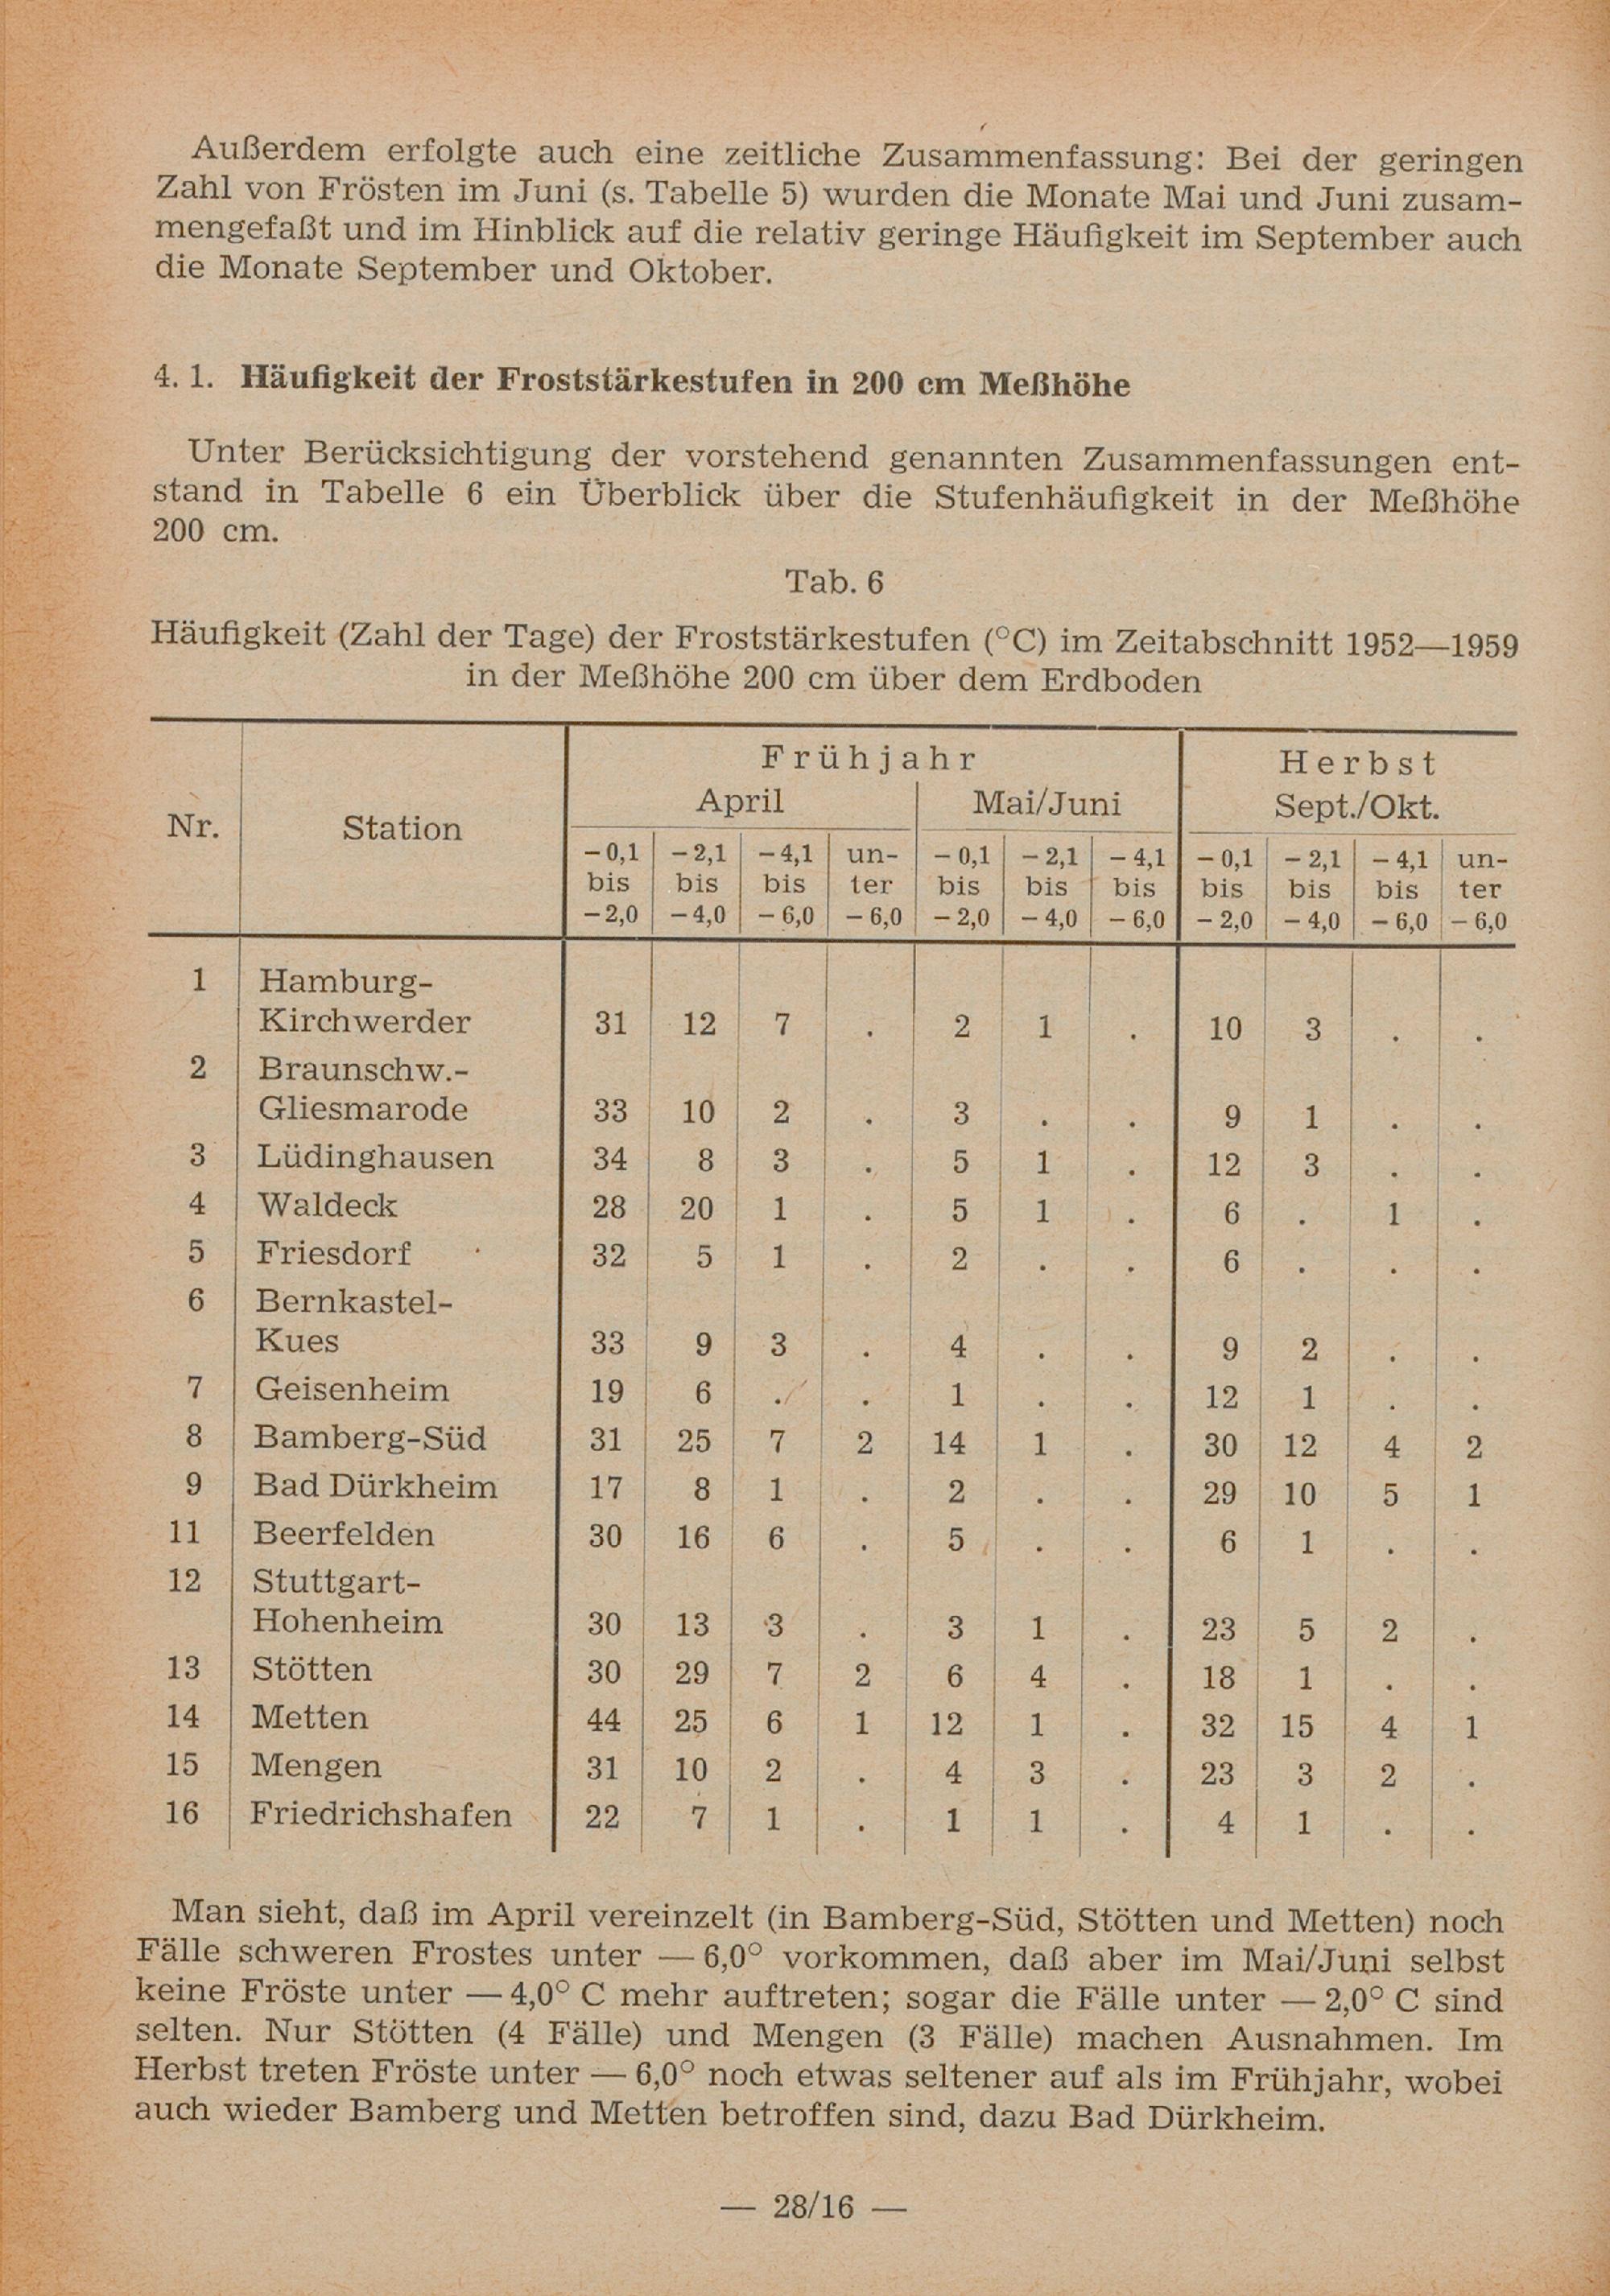 Außerdem erfolgte auch eine zeitliche Zusammenfassung: Bei der geringen
Zahl von Frösten im Juni (s. Tabelle 5) wurden die Monate Mai und Juni zusam-
mengefaßt und im Hinblick auf die relativ geringe Häufigkeit im September auch
die Monate September und Oktober.
4. 1. Häufigkeit der Froststärkestufen in 200 cm Meßhöhe
Unter Berücksichtigung der vorstehend genannten Zusammenfassungen ent-
stand in Tabelle 6 ein Überblick über die Stufenhäufigkeit in der Meßhöhe
200 cm.
Tab. 6
Häufigkeit (Zahl der Tage) der Froststärkestufen (°C) im Zeitabschnitt 1952—1959
in der Meßhöhe 200 cm über dem Erdboden
Frühjahr Herbst
April Mai/Juni Sept./Okt.
Nr. Station
−0,1 −2,1 −4,1 un- −0,1 −2,1 −4,1 −0,1 −2,1 −4,1 un-
bis bis bis ter bis bis bis bis bis bis ter
−2,0 −4,0 −6,0 −6,0 −2,0 −4,0 −6,0 −2,0 −4,0 −6,0 −6,0
1 Hamburg-
Kirchwerder 31 12 7 . 2 1 . 10 3 . .
2 Braunschw.-
Gliesmarode 33 10 2 . 3 . . 9 1 . .
3 Lüdinghausen 34 8 3 . 5 1 . 12 3 . .
4 Waldeck 28 20 1 . 5 1 . 6 . 1 .
5 Friesdorf 32 5 1 . 2 . . 6 . . .
6 Bernkastel-
Kues 33 9 3 . 4 . . 9 2 . .
7 Geisenheim 19 6 . . 1 . . 12 1 . .
8 Bamberg-Süd 31 25 7 2 14 1 . 30 12 4 2
9 Bad Dürkheim 17 8 1 . 2 . . 29 10 5 1
11 Beerfelden 30 16 6 . 5 . . 6 1 . .
12 Stuttgart-
Hohenheim 30 13 3 . 3 1 . 23 5 2 .
13 Stötten 30 29 7 2 6 4 . 18 1 . .
14 Metten 44 25 6 1 12 1 . 32 15 4 1
15 Mengen 31 10 2 . 4 3 . 23 3 2 .
16 Friedrichshafen 22 7 1 . 1 1 . 4 1 . .
Man sieht, daß im April vereinzelt (in Bamberg-Süd, Stötten und Metten) noch
Fälle schweren Frostes unter — 6,0° vorkommen, daß aber im Mai/Juni selbst
keine Fröste unter — 4,0° C mehr auftreten; sogar die Fälle unter — 2,0° C sind
selten. Nur Stötten (4 Fälle) und Mengen (3 Fälle) machen Ausnahmen. Im
Herbst treten Fröste unter — 6,0° noch etwas seltener auf als im Frühjahr, wobei
auch wieder Bamberg und Metten betroffen sind, dazu Bad Dürkheim.
— 28/16 —